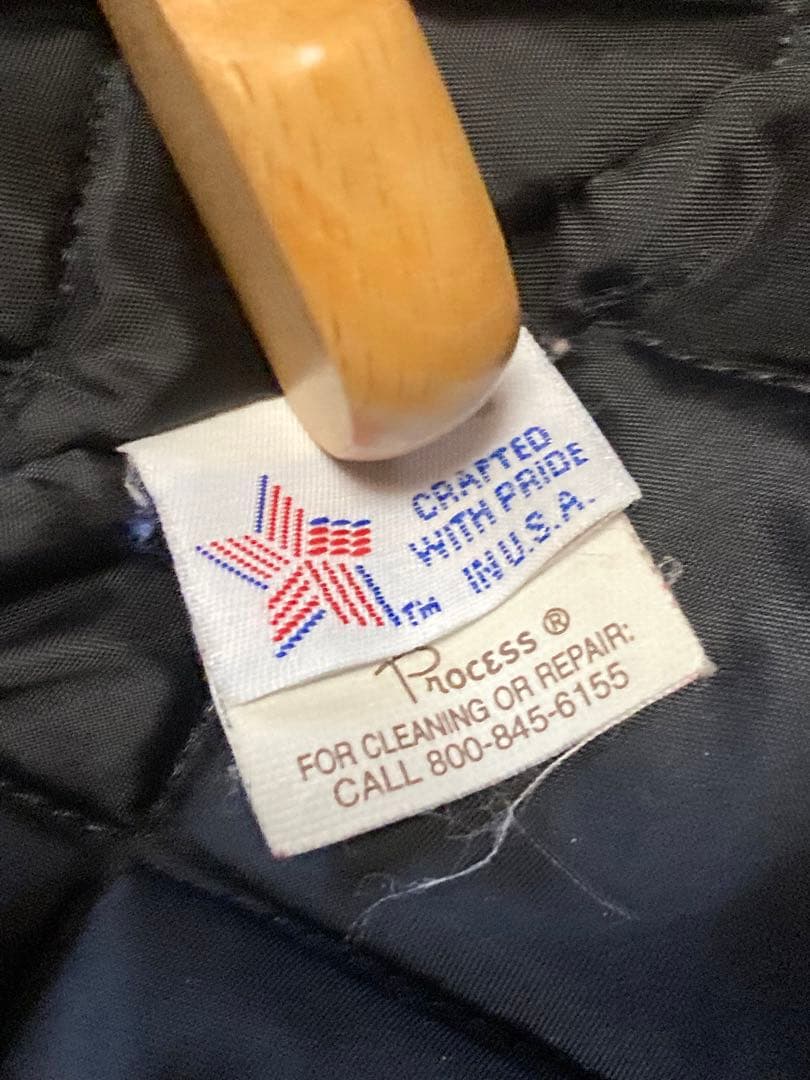 CRAFTED
WITH PRIDE
IN U.S.A.
TM
Process ®
FOR CLEANING OR REPAIR:
CALL 800-845-6155